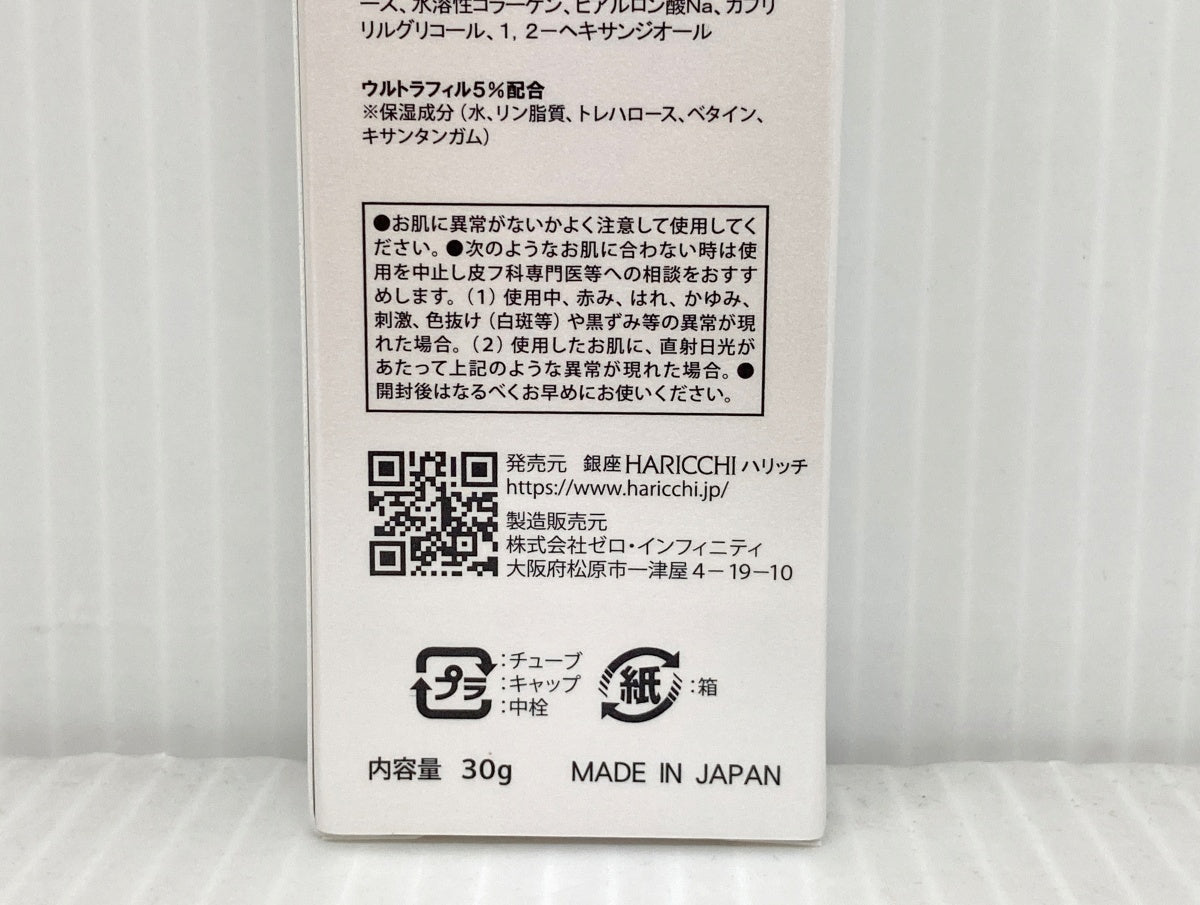 ース、水溶性コラーゲン、ヒアルロン酸Na、カプリ
リルグリコール、1, 2−ヘキサンジオール
ウルトラフィル5%配合
※保湿成分（水、リン脂質、トレハロース、ベタイン、
キサンタンガム）
●お肌に異常がないかよく注意して使用してく
ださい。●次のようなお肌に合わない時は使
用を中止し皮フ科専門医等への相談をおすす
めします。（1）使用中、赤み、はれ、かゆみ、
刺激、色抜け（白斑等）や黒ずみ等の異常が現
れた場合。（2）使用したお肌に、直射日光が
あたって上記のような異常が現れた場合。●
開封後はなるべくお早めにお使いください。
発売元 銀座HARICCHIハリッチ
https://www.haricchi.jp/
製造販売元
株式会社ゼロ・インフィニティ
大阪府松原市一津屋4−19−10
プラ
:チューブ
:キャップ
:中栓
紙
:箱
内容量 30g MADE IN JAPAN